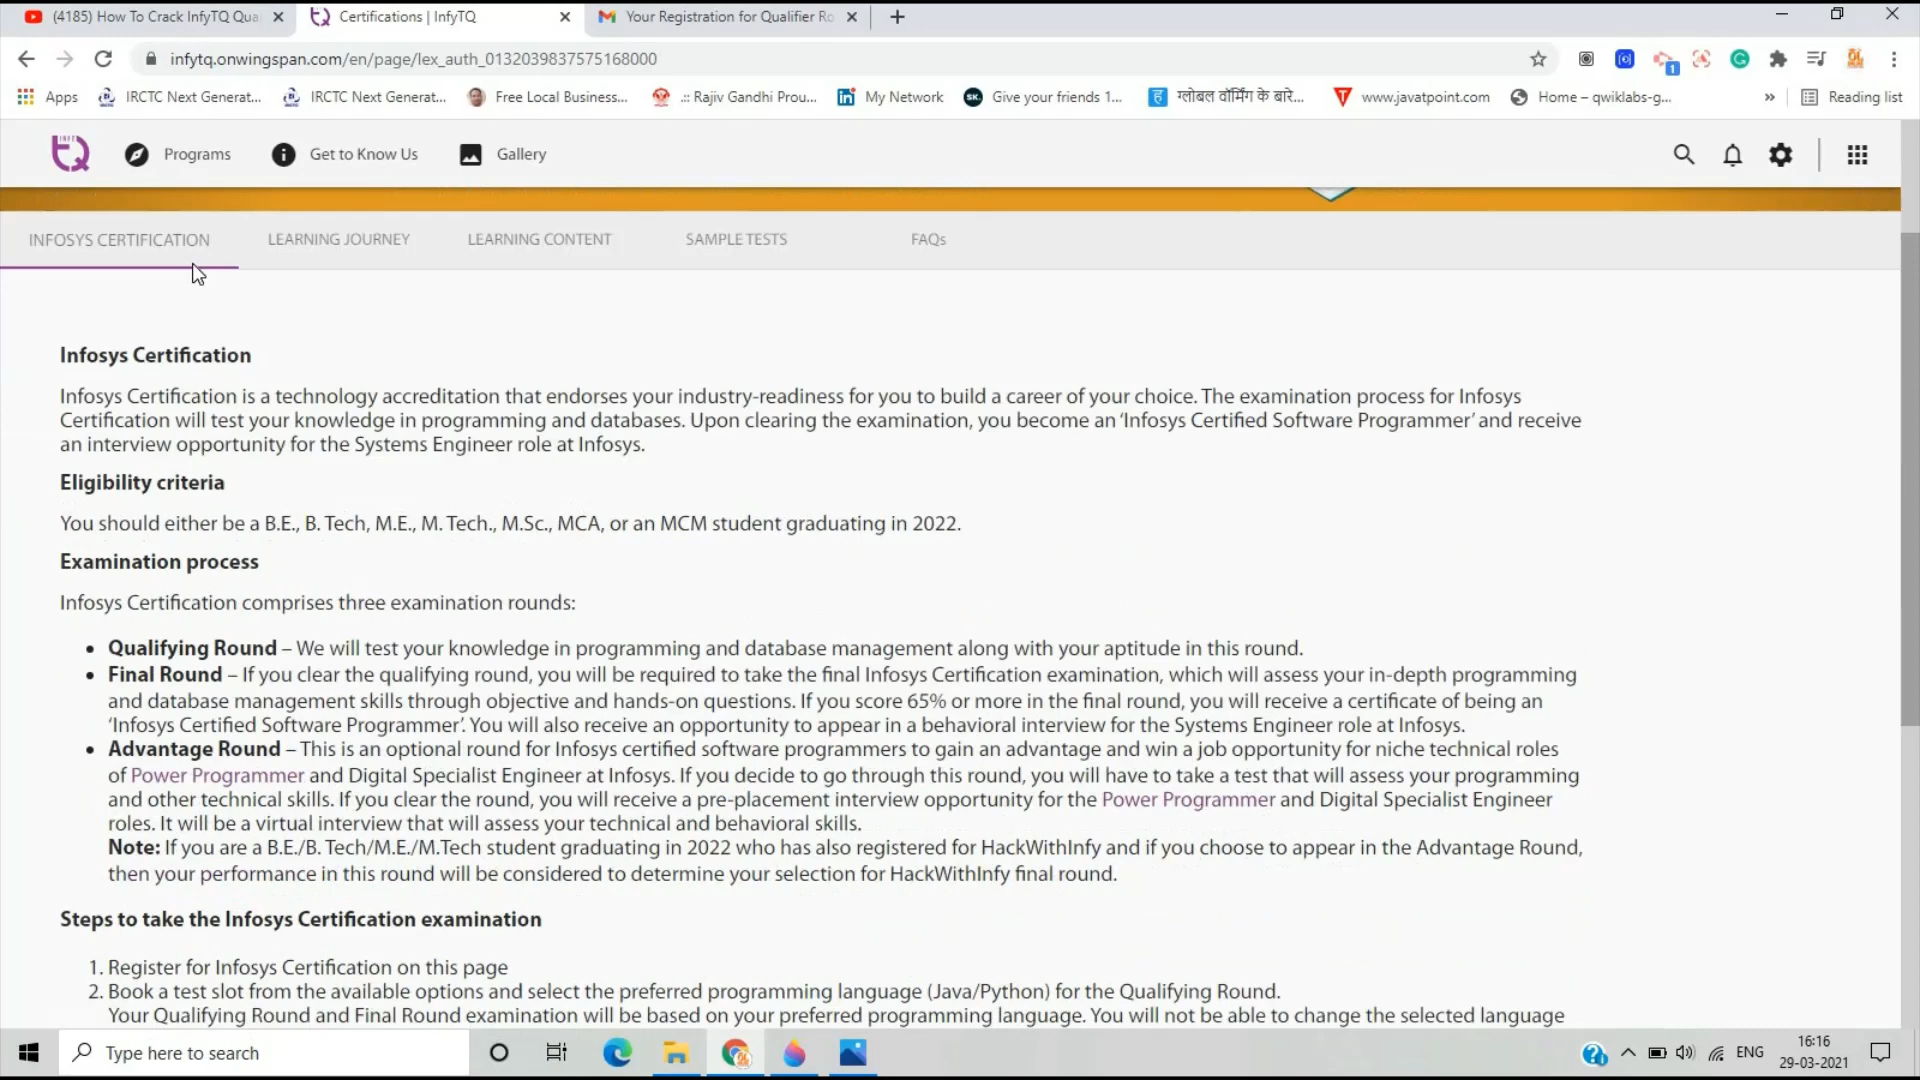 (4185) How To Crack InfyTQ Qua
Certifications | InfyTQ
Your Registration for Qualifier Ro
infytq.onwingspan.com/en/page/lex_auth_0132039837575168000
1
Apps
IRCTC Next Generat...
IRCTC Next Generat...
Free Local Business...
.:: Rajiv Gandhi Prou...
My Network
SK.
Give your friends 1...
ग्लोबल वॉर्मिंग के बारे...
www.javatpoint.com
Home – qwiklabs-g...
»
Reading list
Programs
Get to Know Us
Gallery
INFOSYS CERTIFICATION
LEARNING JOURNEY
LEARNING CONTENT
SAMPLE TESTS
FAQs
Infosys Certification
Infosys Certification is a technology accreditation that endorses your industry-readiness for you to build a career of your choice. The examination process for Infosys
Certification will test your knowledge in programming and databases. Upon clearing the examination, you become an ‘Infosys Certified Software Programmer’ and receive
an interview opportunity for the Systems Engineer role at Infosys.
Eligibility criteria
You should either be a B.E., B. Tech, M.E., M. Tech., M.Sc., MCA, or an MCM student graduating in 2022.
Examination process
Infosys Certification comprises three examination rounds:
• Qualifying Round – We will test your knowledge in programming and database management along with your aptitude in this round.
• Final Round – If you clear the qualifying round, you will be required to take the final Infosys Certification examination, which will assess your in-depth programming
and database management skills through objective and hands-on questions. If you score 65% or more in the final round, you will receive a certificate of being an
‘Infosys Certified Software Programmer’. You will also receive an opportunity to appear in a behavioral interview for the Systems Engineer role at Infosys.
• Advantage Round – This is an optional round for Infosys certified software programmers to gain an advantage and win a job opportunity for niche technical roles
of Power Programmer and Digital Specialist Engineer at Infosys. If you decide to go through this round, you will have to take a test that will assess your programming
and other technical skills. If you clear the round, you will receive a pre-placement interview opportunity for the Power Programmer and Digital Specialist Engineer
roles. It will be a virtual interview that will assess your technical and behavioral skills.
Note: If you are a B.E./B. Tech/M.E./M.Tech student graduating in 2022 who has also registered for HackWithInfy and if you choose to appear in the Advantage Round,
then your performance in this round will be considered to determine your selection for HackWithInfy final round.
Steps to take the Infosys Certification examination
1. Register for Infosys Certification on this page
2. Book a test slot from the available options and select the preferred programming language (Java/Python) for the Qualifying Round.
Your Qualifying Round and Final Round examination will be based on your preferred programming language. You will not be able to change the selected language
Type here to search
ENG
16:16
29-03-2021